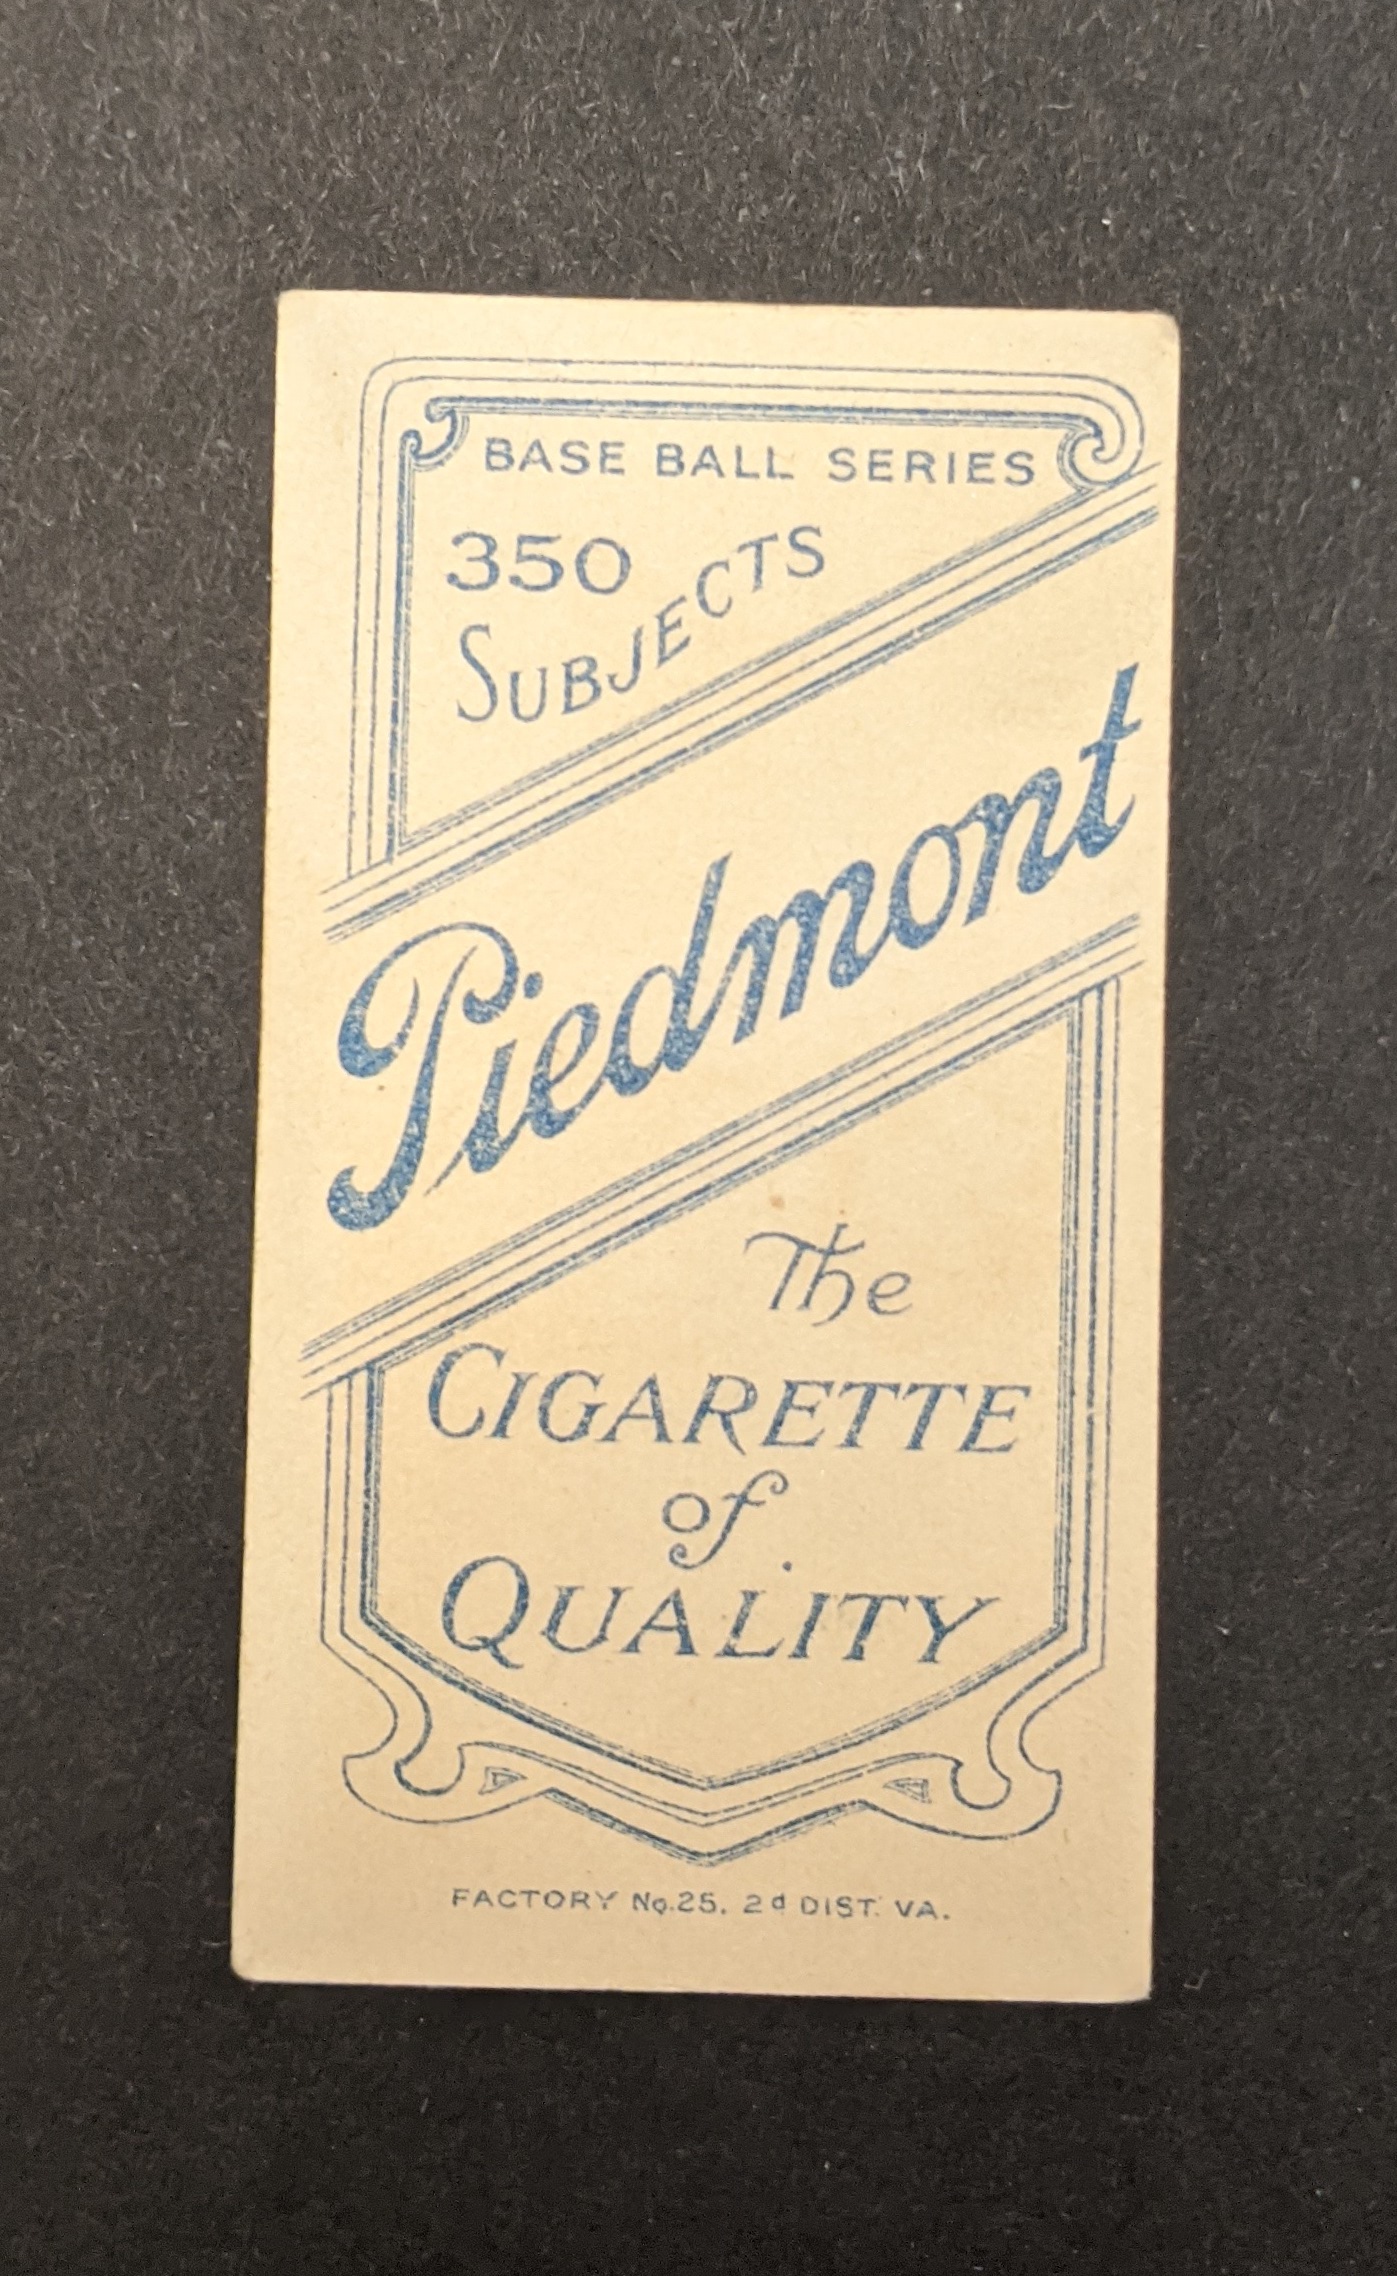 BASE BALL SERIES
350
SUBJECTS
Piedmont
The
CIGARETTE
of
QUALITY
FACTORY No. 25. 2d DIST. VA.